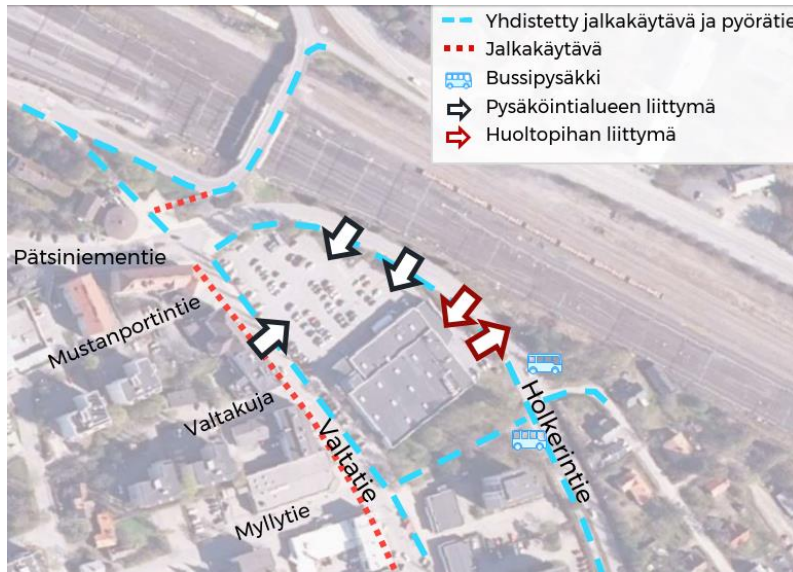 Yhdistetty jalkakäytävä ja pyörätie
Jalkakäytävä
Bussipysäkki
Pysäköintialueen liittymä
Huoltopihan liittymä
Pätsiniementie
Mustanportintie
Valtakuja
Valtatie
Holkerintie
Myllytie